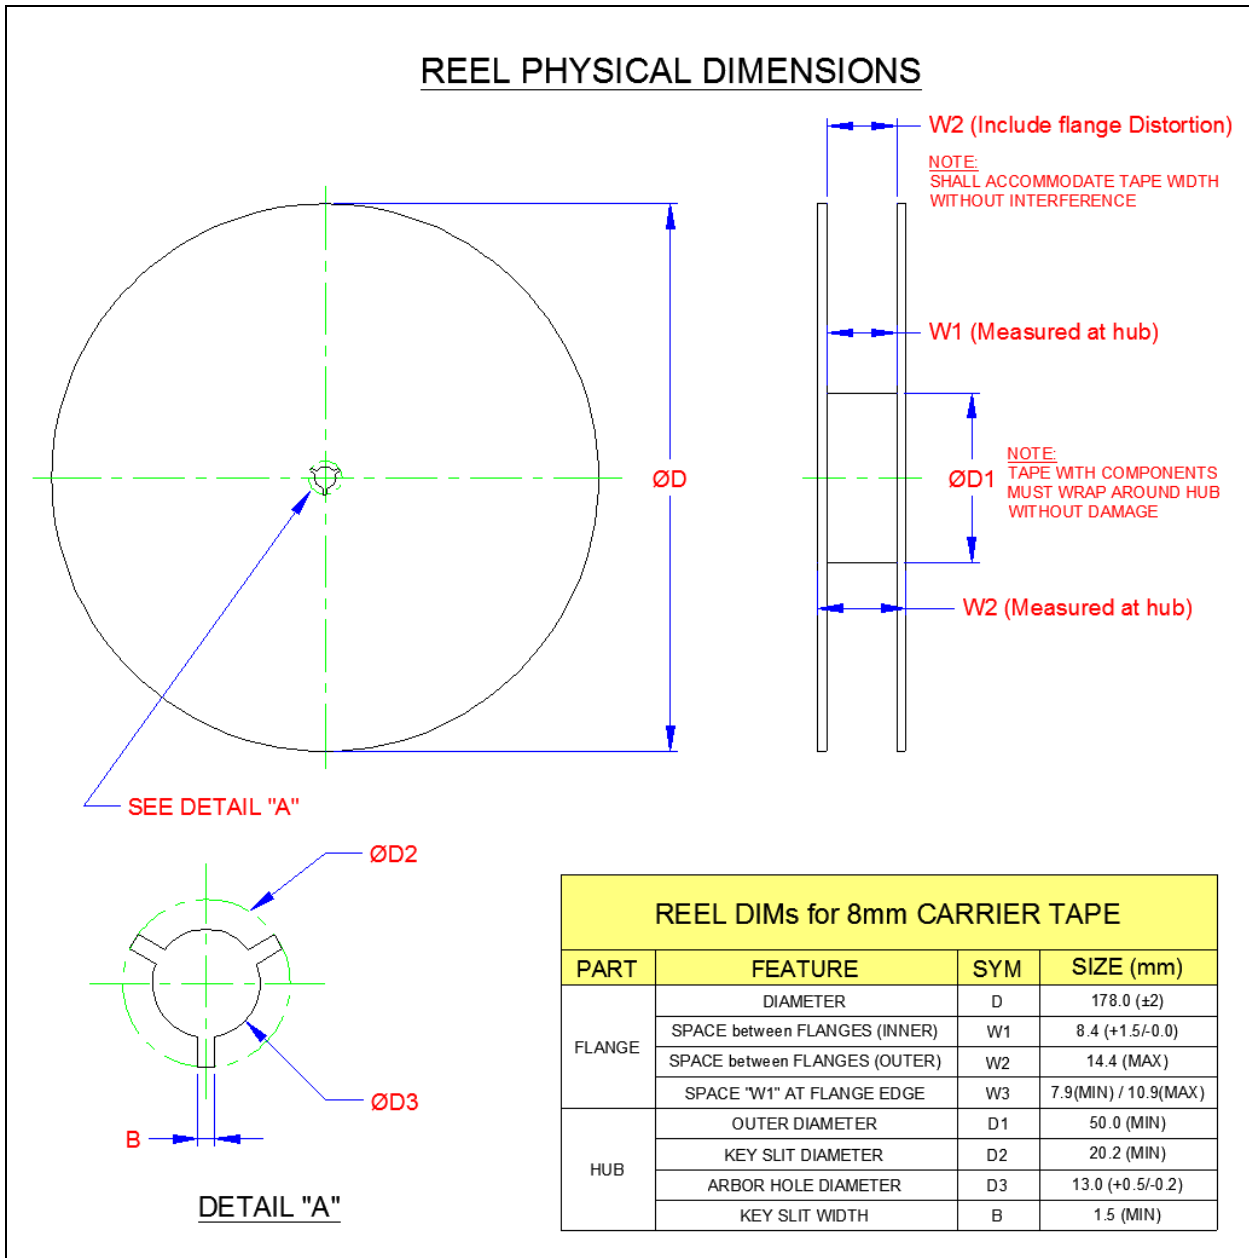 REEL PHYSICAL DIMENSIONS
W2 (Include flange Distortion)
NOTE:
SHALL ACCOMMODATE TAPE WIDTH
WITHOUT INTERFERENCE
W1 (Measured at hub)
ØD
ØD1
NOTE:
TAPE WITH COMPONENTS
MUST WRAP AROUND HUB
WITHOUT DAMAGE
W2 (Measured at hub)
SEE DETAIL "A"
ØD2
ØD3
B
DETAIL "A"
REEL DIMs for 8mm CARRIER TAPE
PART FEATURE SYM SIZE (mm)
FLANGE
DIAMETER D 178.0 (±2)
SPACE between FLANGES (INNER) W1 8.4 (+1.5/-0.0)
SPACE between FLANGES (OUTER) W2 14.4 (MAX)
SPACE "W1" AT FLANGE EDGE W3 7.9(MIN) / 10.9(MAX)
HUB
OUTER DIAMETER D1 50.0 (MIN)
KEY SLIT DIAMETER D2 20.2 (MIN)
ARBOR HOLE DIAMETER D3 13.0 (+0.5/-0.2)
KEY SLIT WIDTH B 1.5 (MIN)